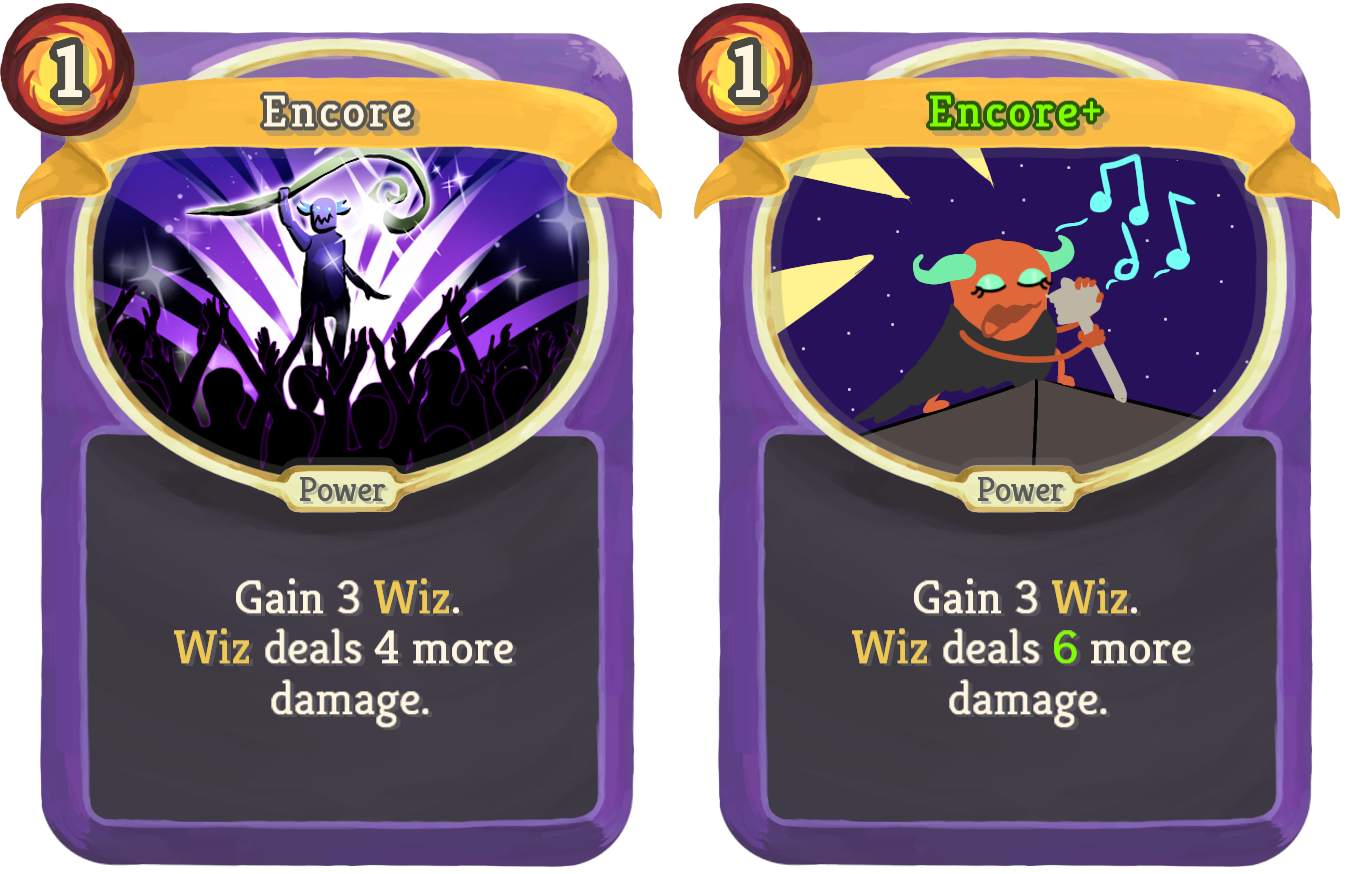 1
Encore
Power
Gain 3 Wiz.
Wiz deals 4 more
damage.
1
Encore+
Power
Gain 3 Wiz.
Wiz deals 6 more
damage.